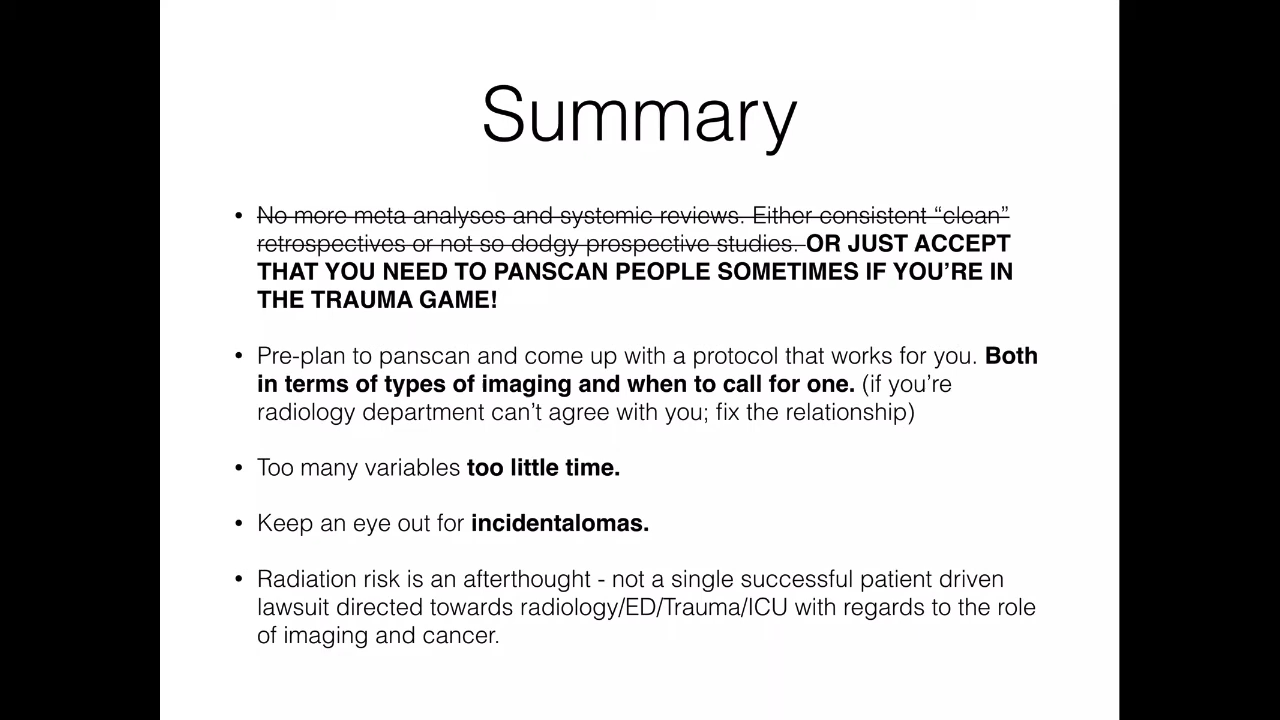 Summary
• No more meta analyses and systemic reviews. Either consistent “clean”
retrospectives or not so dodgy prospective studies. OR JUST ACCEPT
THAT YOU NEED TO PANSCAN PEOPLE SOMETIMES IF YOU’RE IN
THE TRAUMA GAME!
• Pre-plan to panscan and come up with a protocol that works for you. Both
in terms of types of imaging and when to call for one. (if you’re
radiology department can’t agree with you; fix the relationship)
• Too many variables too little time.
• Keep an eye out for incidentalomas.
• Radiation risk is an afterthought - not a single successful patient driven
lawsuit directed towards radiology/ED/Trauma/ICU with regards to the role
of imaging and cancer.